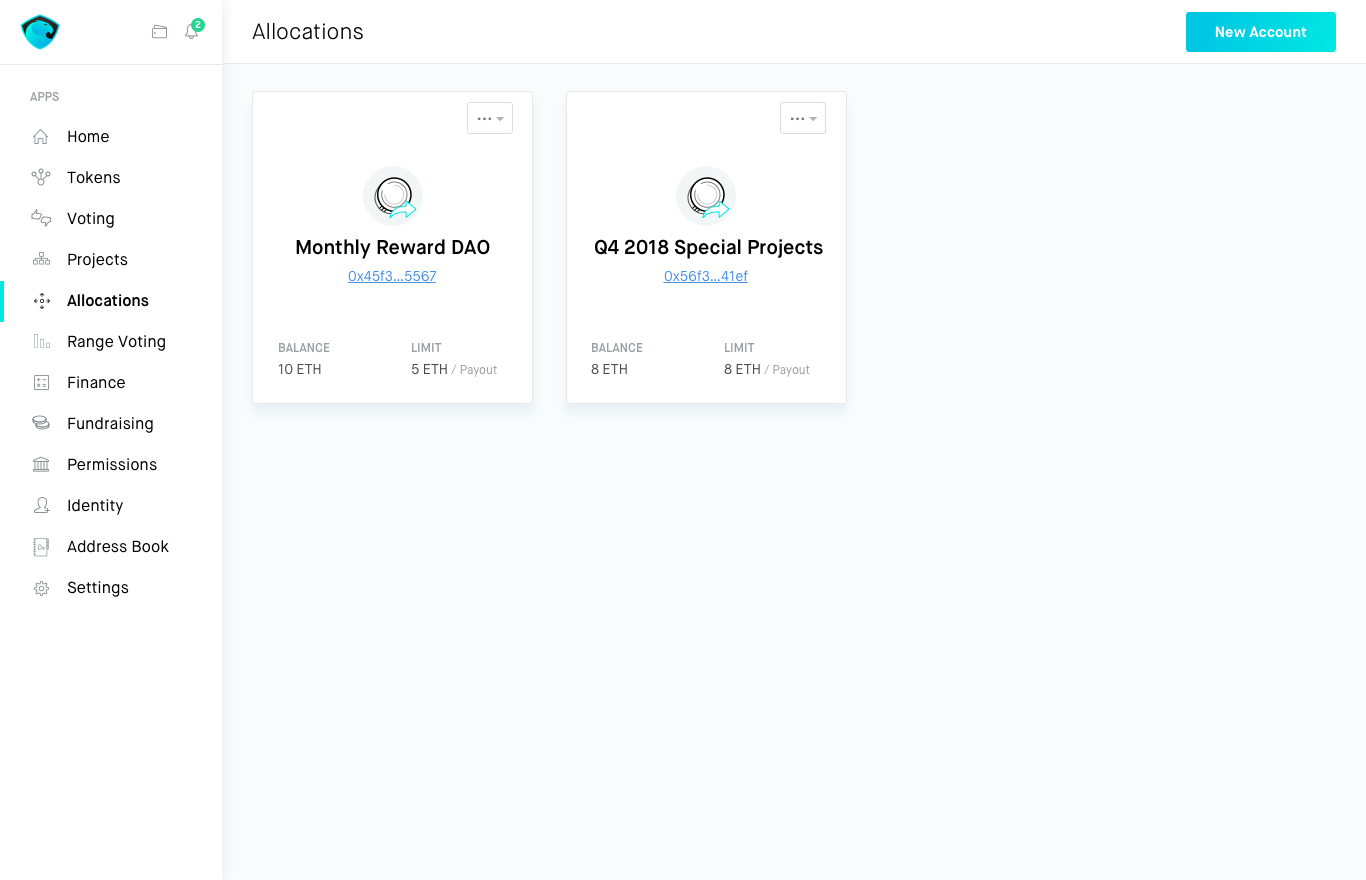 2
Allocations
New Account
APPS
Home
Tokens
Voting
Projects
Allocations
Range Voting
Finance
Fundraising
Permissions
Identity
Address Book
Settings
Monthly Reward DAO
0x45f3...5567
BALANCE LIMIT
10 ETH 5 ETH / Payout
Q4 2018 Special Projects
0x56f3...41ef
BALANCE LIMIT
8 ETH 8 ETH / Payout